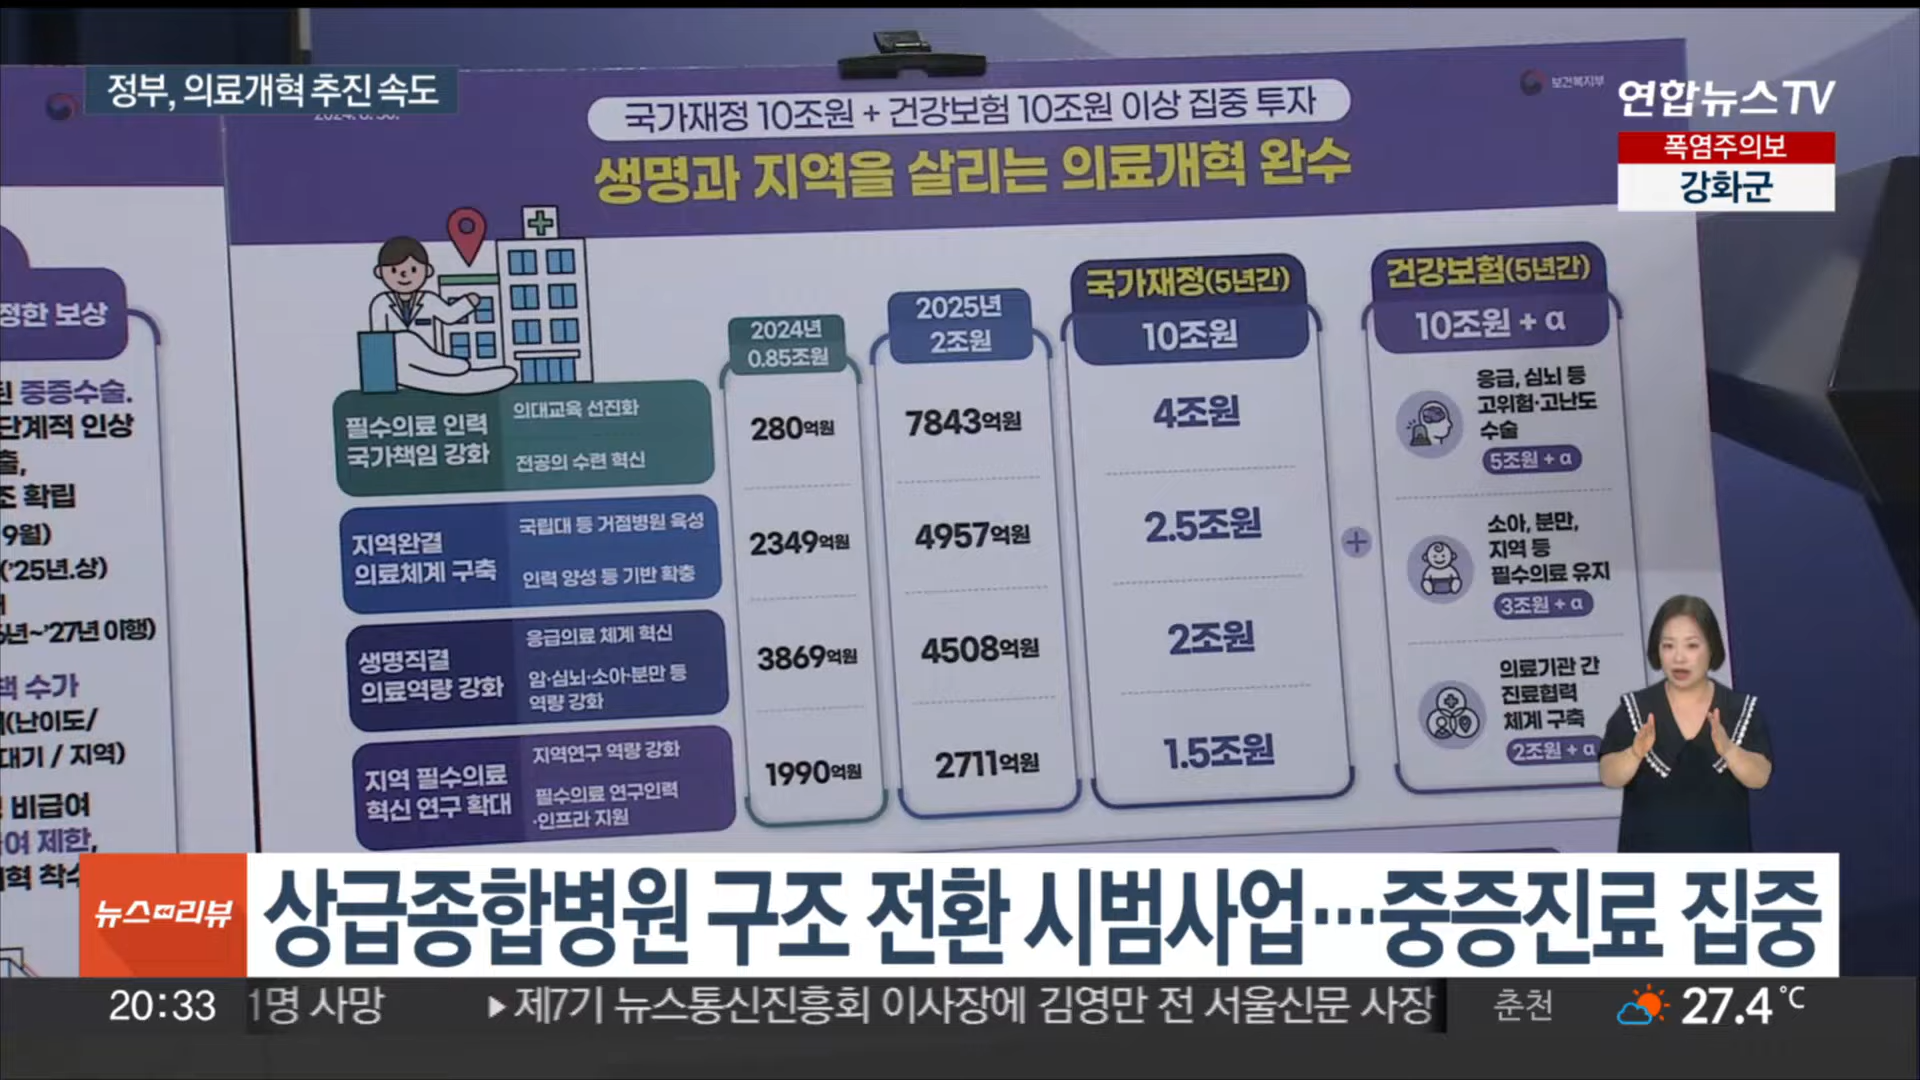 정부, 의료개혁 추진 속도
보건복지부
연합뉴스TV
폭염주의보
강화군
국가재정 10조원 + 건강보험 10조원 이상 집중 투자
생명과 지역을 살리는 의료개혁 완수
2024년
0.85조원
2025년
2조원
국가재정(5년간)
10조원
건강보험(5년간)
10조원 + α
필수의료 인력
국가책임 강화
의대교육 선진화
전공의 수련 혁신
280억원
7843억원
4조원
지역완결
의료체계 구축
국립대 등 거점병원 육성
인력 양성 등 기반 확충
2349억원
4957억원
2.5조원
생명직결
의료역량 강화
응급의료 체계 혁신
암·심뇌·소아·분만 등
역량 강화
3869억원
4508억원
2조원
지역 필수의료
혁신 연구 확대
지역연구 역량 강화
필수의료 연구인력
·인프라 지원
1990억원
2711억원
1.5조원
+
응급, 심뇌 등
고위험·고난도
수술
5조원 + α
소아, 분만,
지역 등
필수의료 유지
3조원 + α
의료기관 간
진료협력
체계 구축
2조원 + α
정한 보상
중증수술.
단계적 인상
확립
9월)
('25년.상)
년~'27년 이행)
수가
(난이도/
대기 / 지역)
비급여
제한,
뉴스리뷰
상급종합병원 구조 전환 시범사업…중증진료 집중
20:33
1명 사망
▶제7기 뉴스통신진흥회 이사장에 김영만 전 서울신문 사장
춘천
27.4℃